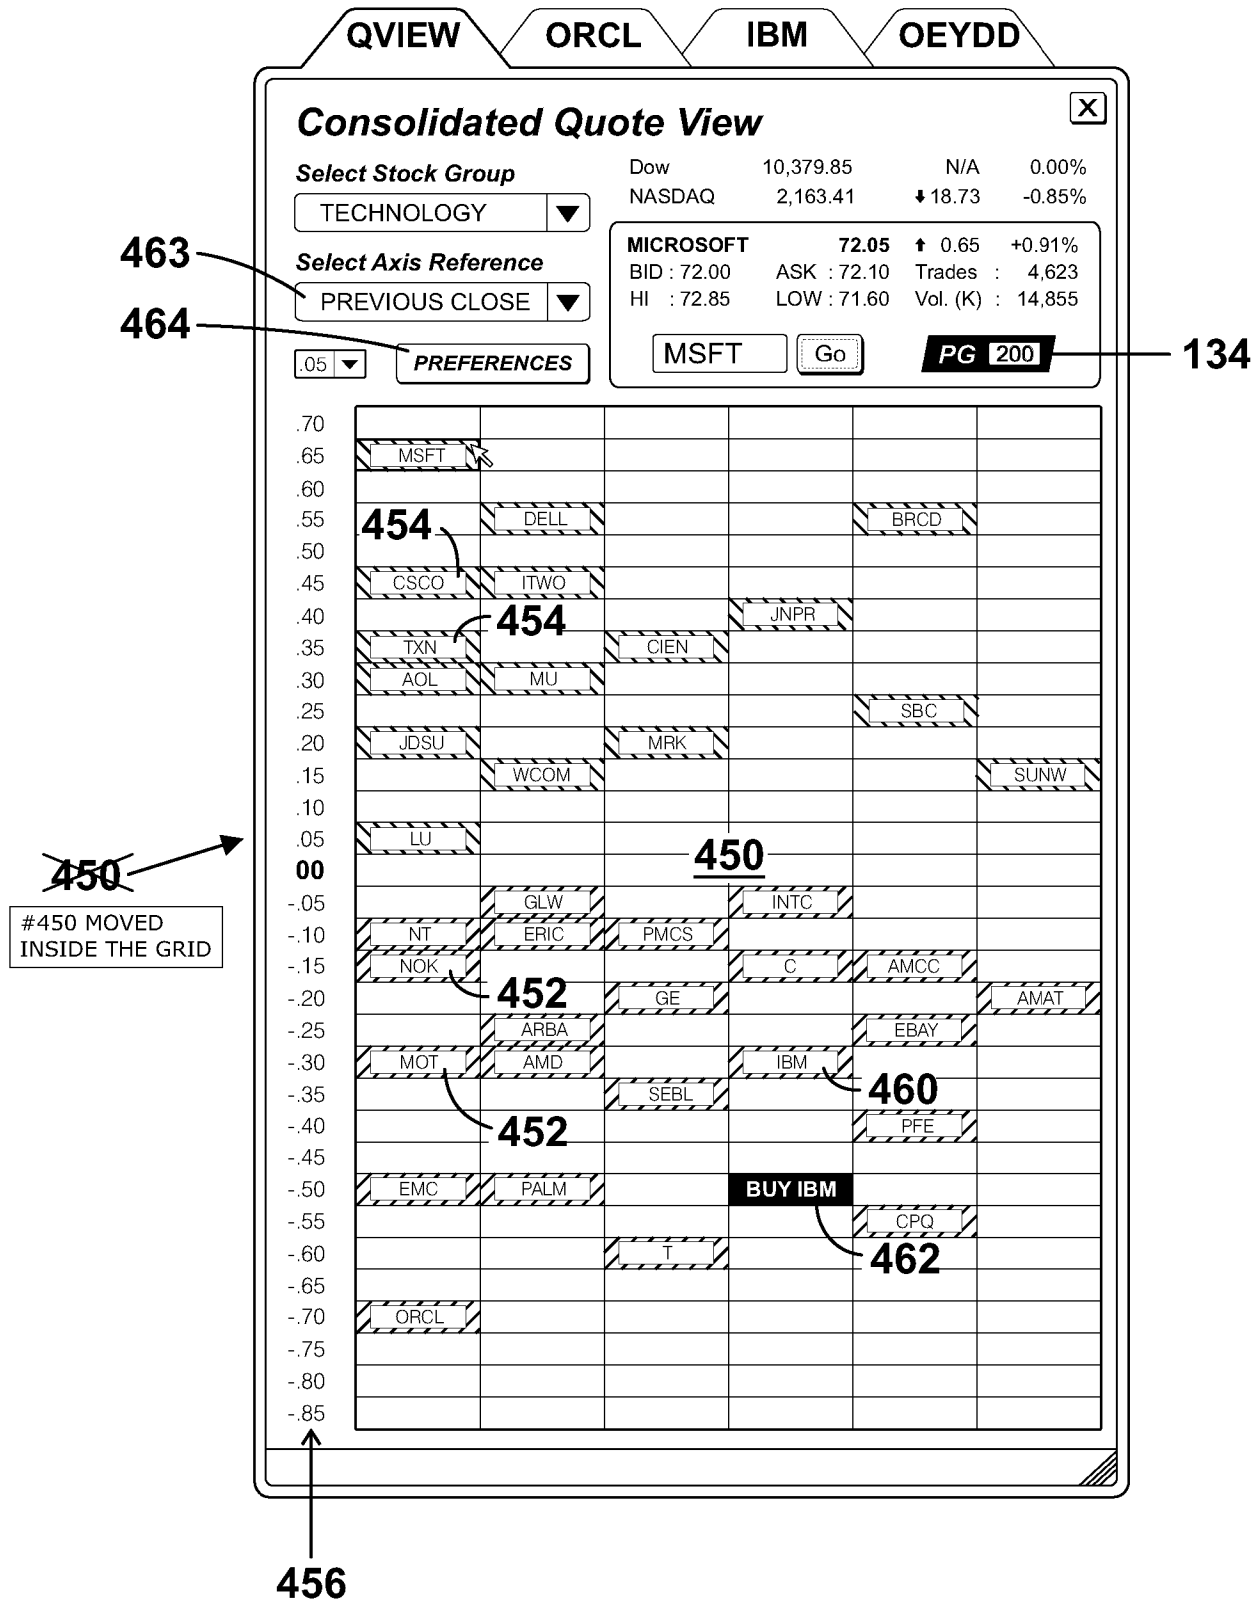 QVIEW ORCL IBM OEYDD
X
Consolidated Quote View
Select Stock Group
TECHNOLOGY
Dow 10,379.85 N/A 0.00%
NASDAQ 2,163.41 18.73 -0.85%
463
Select Axis Reference
PREVIOUS CLOSE
464
.05
PREFERENCES
MICROSOFT 72.05 0.65 +0.91%
BID : 72.00 ASK : 72.10 Trades : 4,623
HI : 72.85 LOW : 71.60 Vol. (K) : 14,855
MSFT Go PG 200
134
.70
.65 MSFT
.60
.55 DELL BRCD
454
.50
.45 CSCO ITWO
.40 JNPR
454
.35 TXN CIEN
.30 AOL MU
.25 SBC
.20 JDSU MRK
.15 WCOM SUNW
.10
.05 LU
450
00
450
#450 MOVED
INSIDE THE GRID
-.05 GLW INTC
-.10 NT ERIC PMCS
-.15 NOK C AMCC
452
-.20 GE AMAT
-.25 ARBA EBAY
-.30 MOT AMD IBM
460
-.35 SEBL
-.40 PFE
452
-.45
-.50 EMC PALM BUY IBM
-.55 CPQ
-.60 T
462
-.65
-.70 ORCL
-.75
-.80
-.85
456